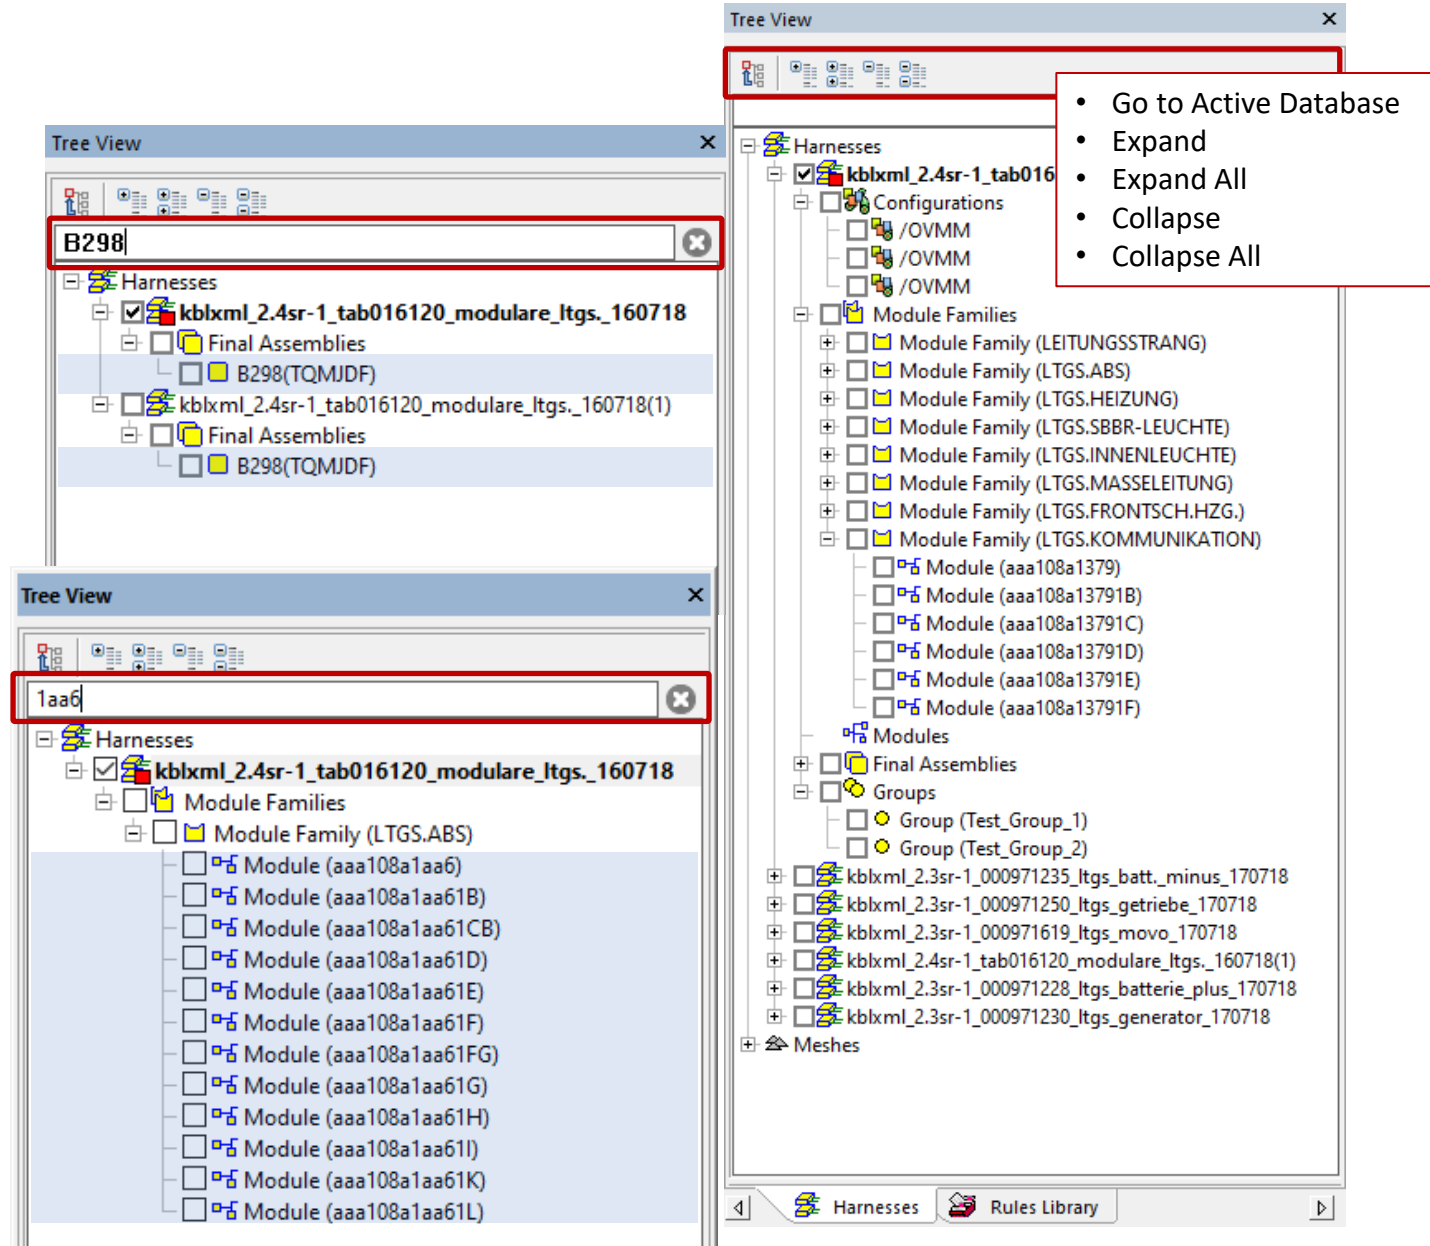 Tree View
B298
Harnesses
kblxml_2.4sr-1_tab016120_modulare_ltgs._160718
Final Assemblies
B298(TQMJDF)
kblxml_2.4sr-1_tab016120_modulare_ltgs._160718(1)
Final Assemblies
B298(TQMJDF)
Tree View
1aa6
Harnesses
kblxml_2.4sr-1_tab016120_modulare_ltgs._160718
Module Families
Module Family (LTGS.ABS)
Module (aaa108a1aa6)
Module (aaa108a1aa61B)
Module (aaa108a1aa61CB)
Module (aaa108a1aa61D)
Module (aaa108a1aa61E)
Module (aaa108a1aa61F)
Module (aaa108a1aa61FG)
Module (aaa108a1aa61G)
Module (aaa108a1aa61H)
Module (aaa108a1aa61I)
Module (aaa108a1aa61K)
Module (aaa108a1aa61L)
Tree View
• Go to Active Database
• Expand
• Expand All
• Collapse
• Collapse All
Harnesses
kblxml_2.4sr-1_tab016
Configurations
/OVMM
/OVMM
/OVMM
Module Families
Module Family (LEITUNGSSTRANG)
Module Family (LTGS.ABS)
Module Family (LTGS.HEIZUNG)
Module Family (LTGS.SBBR-LEUCHTE)
Module Family (LTGS.INNENLEUCHTE)
Module Family (LTGS.MASSELEITUNG)
Module Family (LTGS.FRONTSCH.HZG.)
Module Family (LTGS.KOMMUNIKATION)
Module (aaa108a1379)
Module (aaa108a13791B)
Module (aaa108a13791C)
Module (aaa108a13791D)
Module (aaa108a13791E)
Module (aaa108a13791F)
Modules
Final Assemblies
Groups
Group (Test_Group_1)
Group (Test_Group_2)
kblxml_2.3sr-1_000971235_ltgs_batt._minus_170718
kblxml_2.3sr-1_000971250_ltgs_getriebe_170718
kblxml_2.3sr-1_000971619_ltgs_movo_170718
kblxml_2.4sr-1_tab016120_modulare_ltgs._160718(1)
kblxml_2.3sr-1_000971228_ltgs_batterie_plus_170718
kblxml_2.3sr-1_000971230_ltgs_generator_170718
Meshes
Harnesses
Rules Library